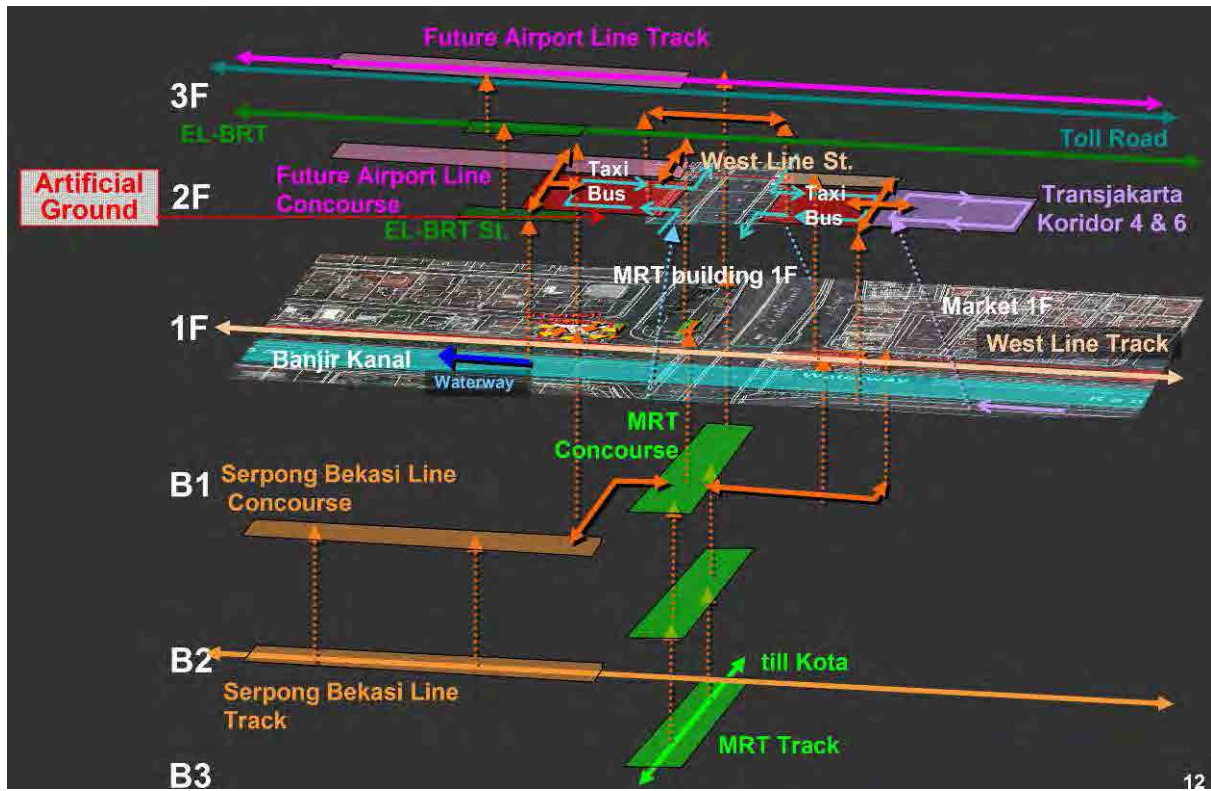 Future Airport Line Track
3F
EL-BRT
Toll Road
Taxi
West Line St.
Artificial
Ground
2F
Future Airport Line
Concourse
Bus
Taxi
Bus
Transjakarta
Koridor 4 & 6
EL-BRT St.
MRT building 1F
Market 1F
1F
West Line Track
Banjir Kanal
Waterway
Waterway
MRT
Concourse
B1
Serpong Bekasi Line
Concourse
B2
till Kota
Serpong Bekasi Line
Track
MRT Track
B3
12